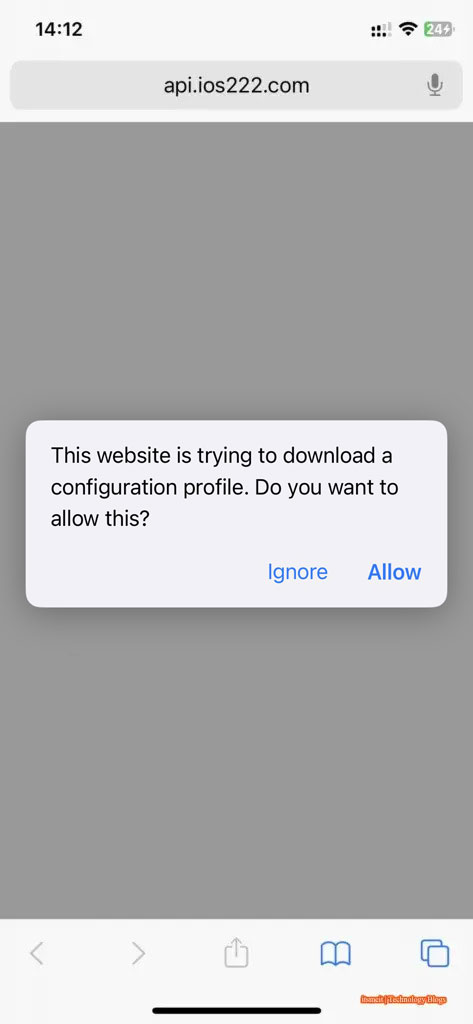 14:12
24
api.ios222.com
This website is trying to download a
configuration profile. Do you want to
allow this?
Ignore
Allow
Itsmeit | Technology Blogs